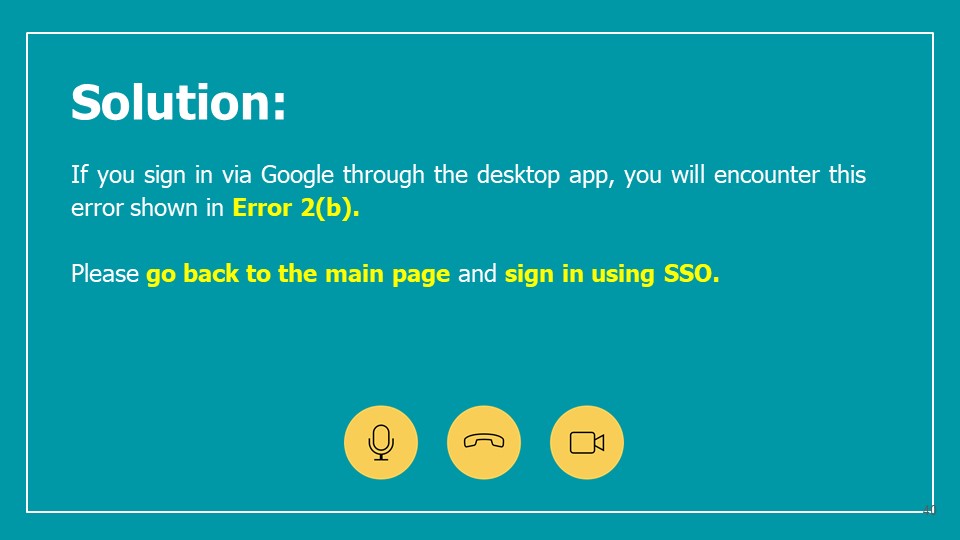 Solution:
If you sign in via Google through the desktop app, you will encounter this
error shown in Error 2(b).
Please go back to the main page and sign in using SSO.